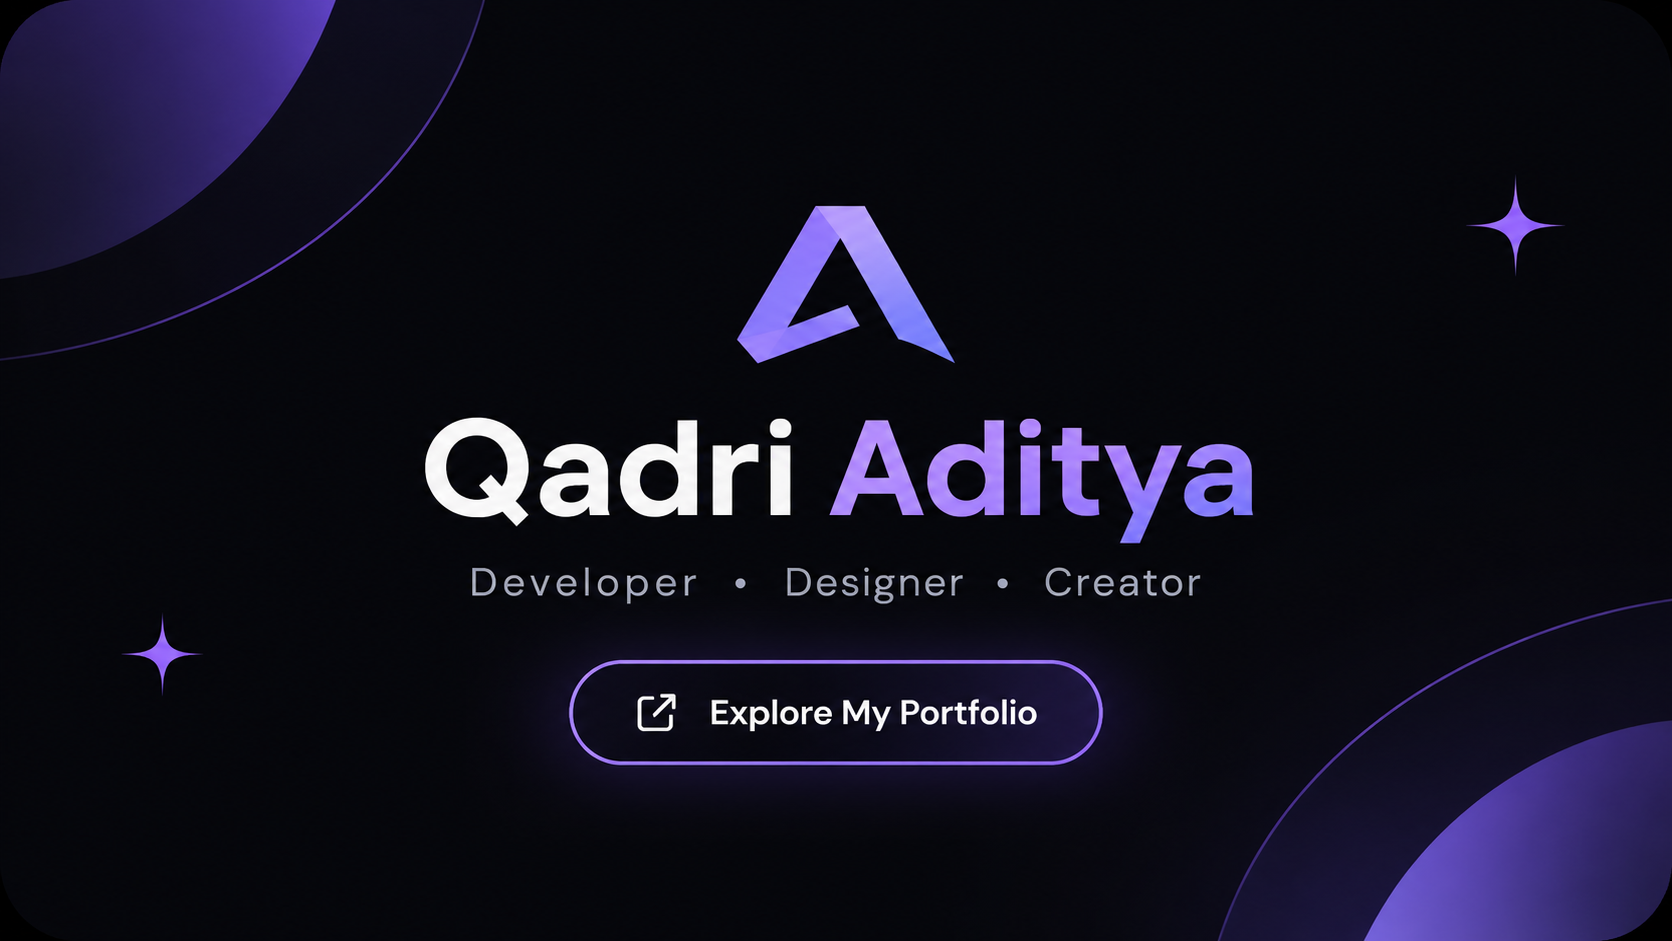 Qadri Aditya
Developer • Designer • Creator
Explore My Portfolio